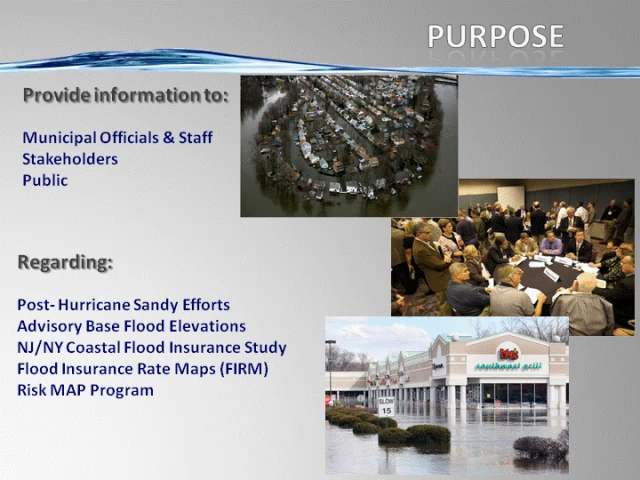 PURPOSE
Provide information to:
Municipal Officials & Staff
Stakeholders
Public
Regarding:
Post- Hurricane Sandy Efforts
Advisory Base Flood Elevations
NJ/NY Coastal Flood Insurance Study
Flood Insurance Rate Maps (FIRM)
Risk MAP Program
Moe's
southwest grill
SLOW
15